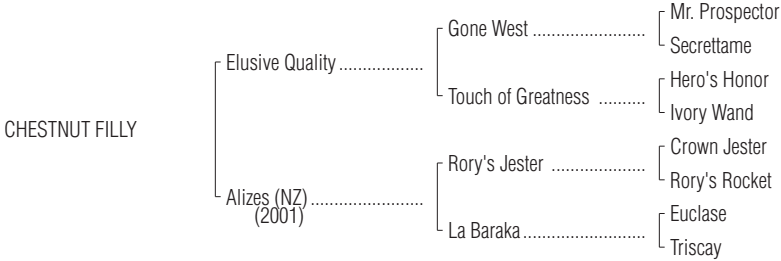 Mr. Prospector
Gone West ........................
Secrettame
Elusive Quality ..................
Hero's Honor
Touch of Greatness ..........
Ivory Wand
CHESTNUT FILLY
Crown Jester
Rory's Jester ....................
Rory's Rocket
Alizes (NZ) ........................
(2001)
Euclase
La Baraka ..........................
Triscay